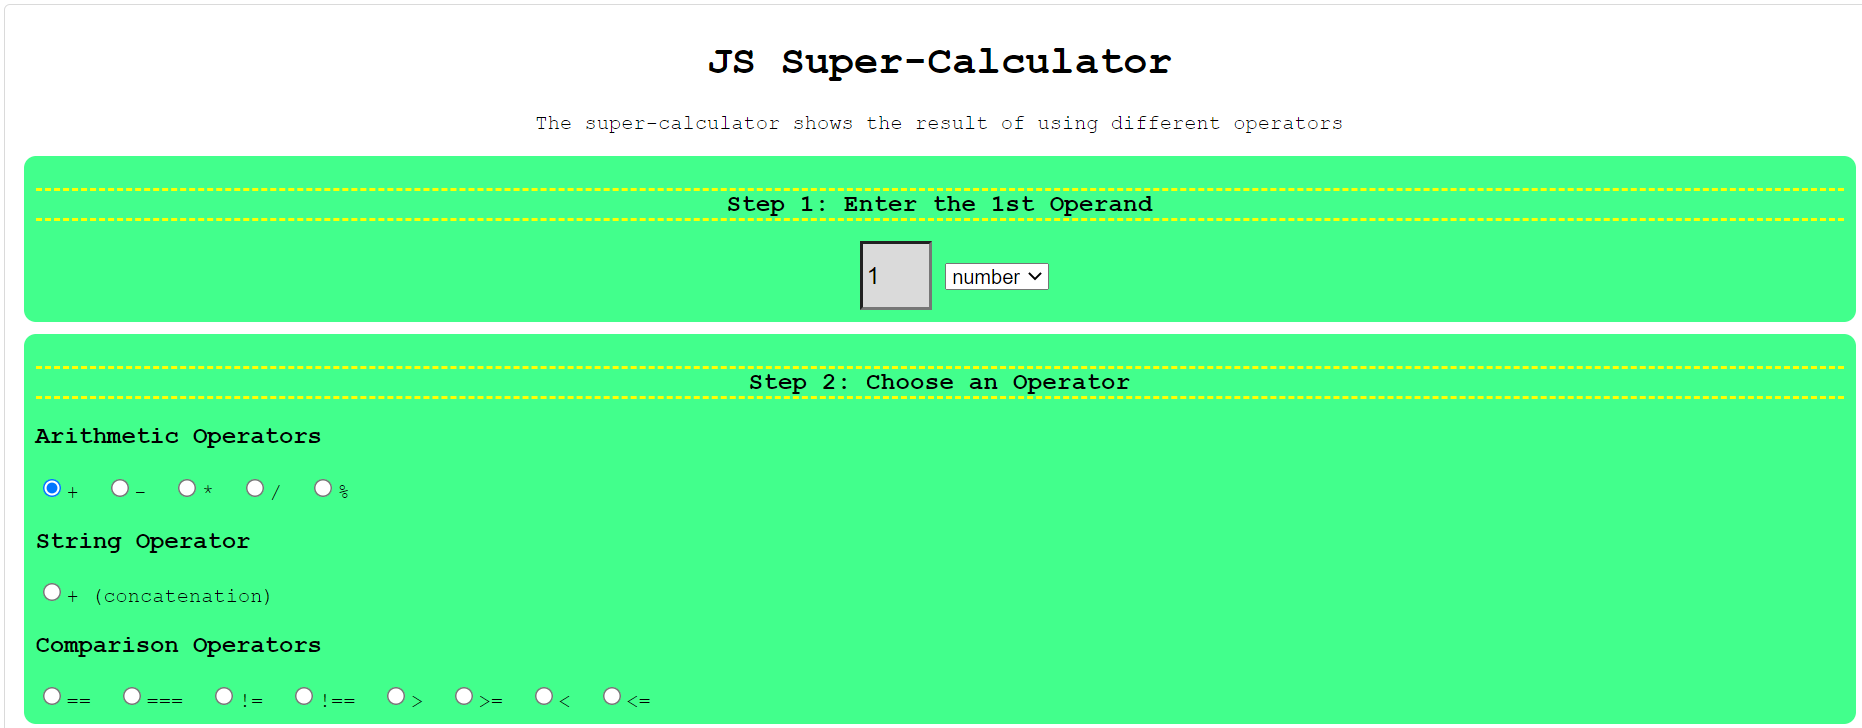 JS Super-Calculator
The super-calculator shows the result of using different operators
Step 1: Enter the 1st Operand
1 number
Step 2: Choose an Operator
Arithmetic Operators
+ - * / %
String Operator
+ (concatenation)
Comparison Operators
== === != !== > >= < <=